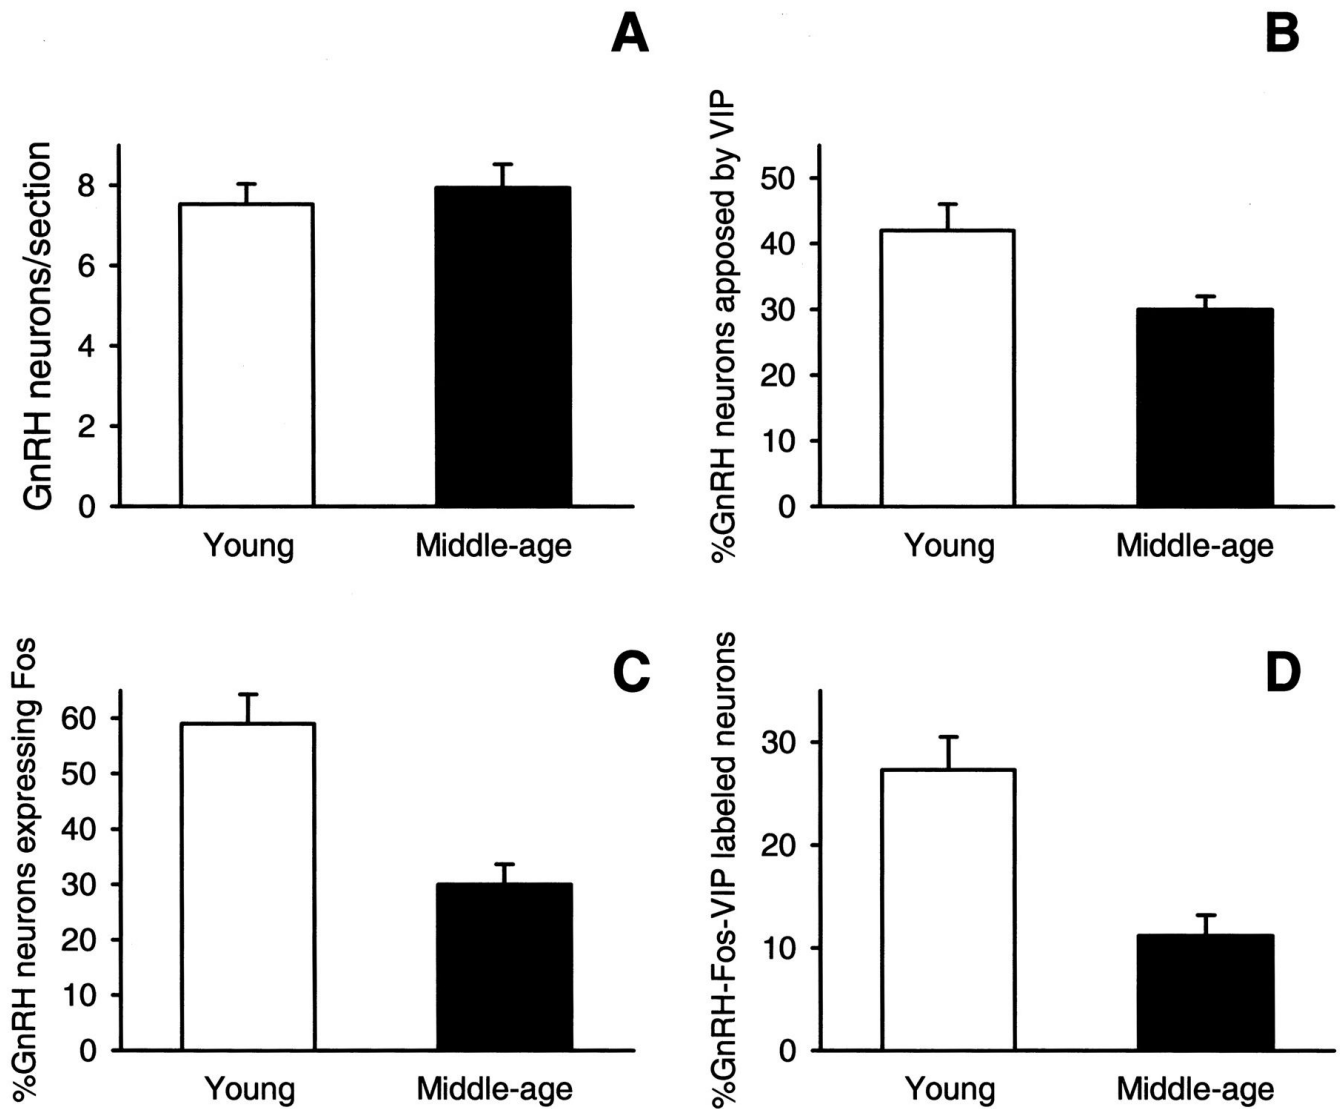 A
GnRH neurons/section
8
6
4
2
0
Young
Middle-age
B
%GnRH neurons apposed by VIP
50
40
30
20
10
0
Young
Middle-age
C
%GnRH neurons expressing Fos
60
50
40
30
20
10
0
Young
Middle-age
D
%GnRH-Fos-VIP labeled neurons
30
20
10
0
Young
Middle-age